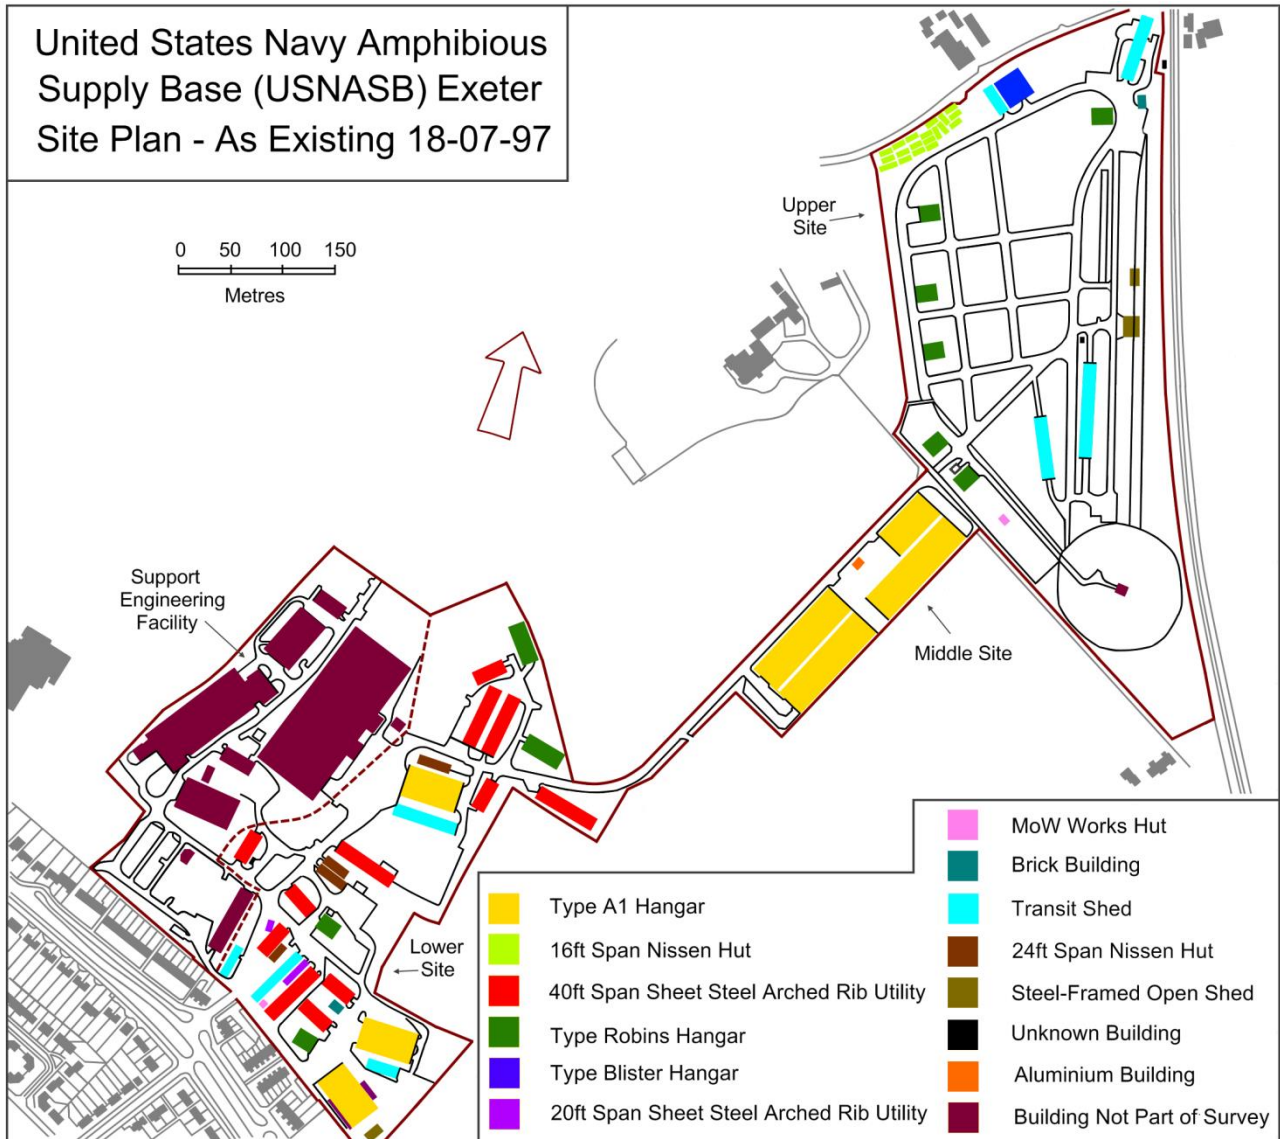 United States Navy Amphibious
Supply Base (USNASB) Exeter
Site Plan - As Existing 18-07-97
0 50 100 150
Metres
Upper
Site
Support
Engineering
Facility
Middle Site
Lower
Site
Type A1 Hangar
16ft Span Nissen Hut
40ft Span Sheet Steel Arched Rib Utility
Type Robins Hangar
Type Blister Hangar
20ft Span Sheet Steel Arched Rib Utility
MoW Works Hut
Brick Building
Transit Shed
24ft Span Nissen Hut
Steel-Framed Open Shed
Unknown Building
Aluminium Building
Building Not Part of Survey